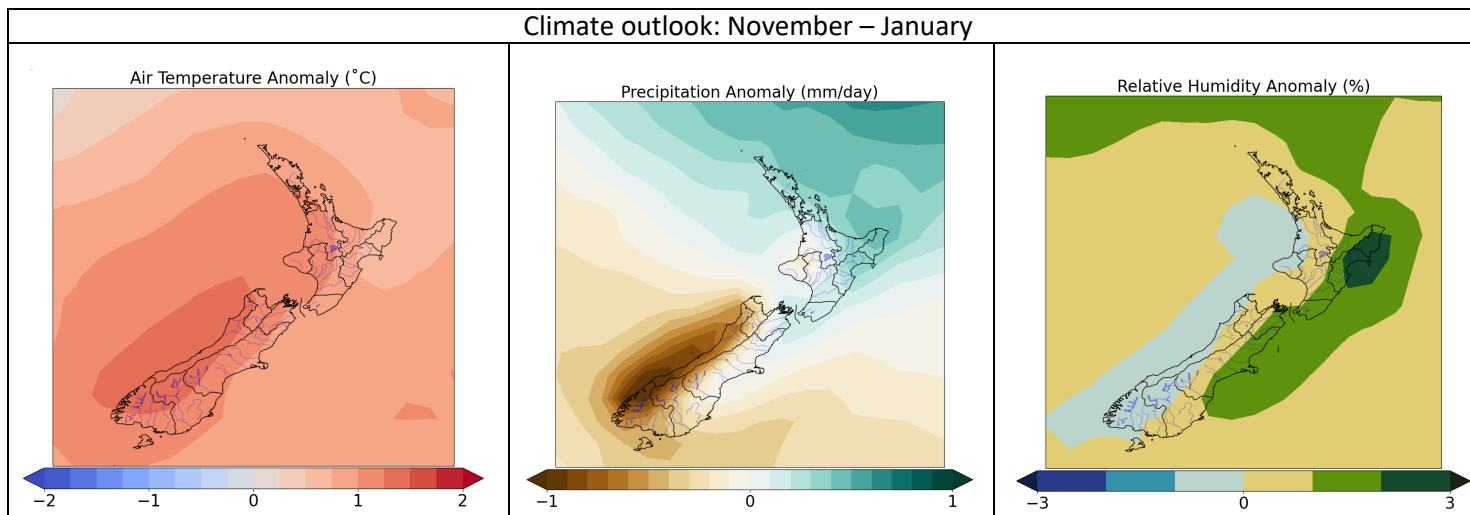 Climate outlook: November – January
Air Temperature Anomaly (˚C)
−2 −1 0 1 2
Precipitation Anomaly (mm/day)
−1 0 1
Relative Humidity Anomaly (%)
−3 0 3